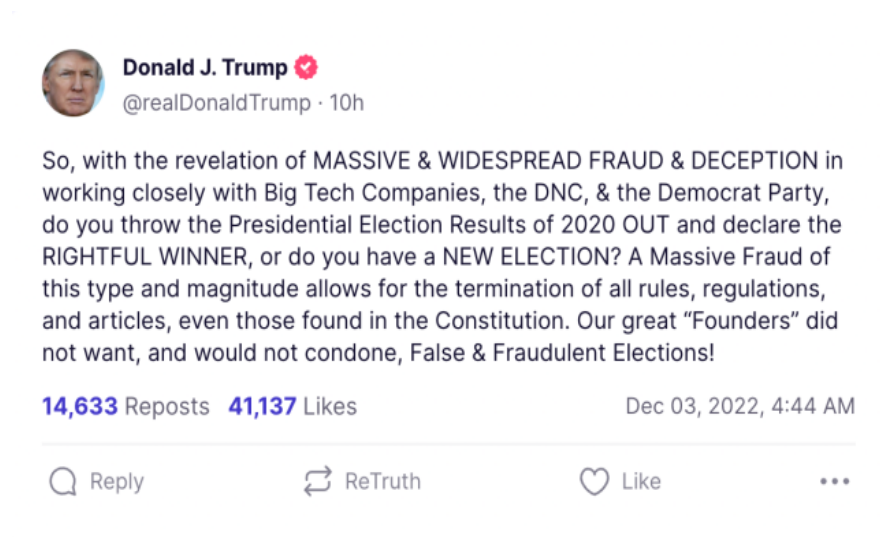 Donald J. Trump
@realDonaldTrump · 10h
So, with the revelation of MASSIVE & WIDESPREAD FRAUD & DECEPTION in
working closely with Big Tech Companies, the DNC, & the Democrat Party,
do you throw the Presidential Election Results of 2020 OUT and declare the
RIGHTFUL WINNER, or do you have a NEW ELECTION? A Massive Fraud of
this type and magnitude allows for the termination of all rules, regulations,
and articles, even those found in the Constitution. Our great “Founders” did
not want, and would not condone, False & Fraudulent Elections!
14,633 Reposts 41,137 Likes Dec 03, 2022, 4:44 AM
Reply ReTruth Like